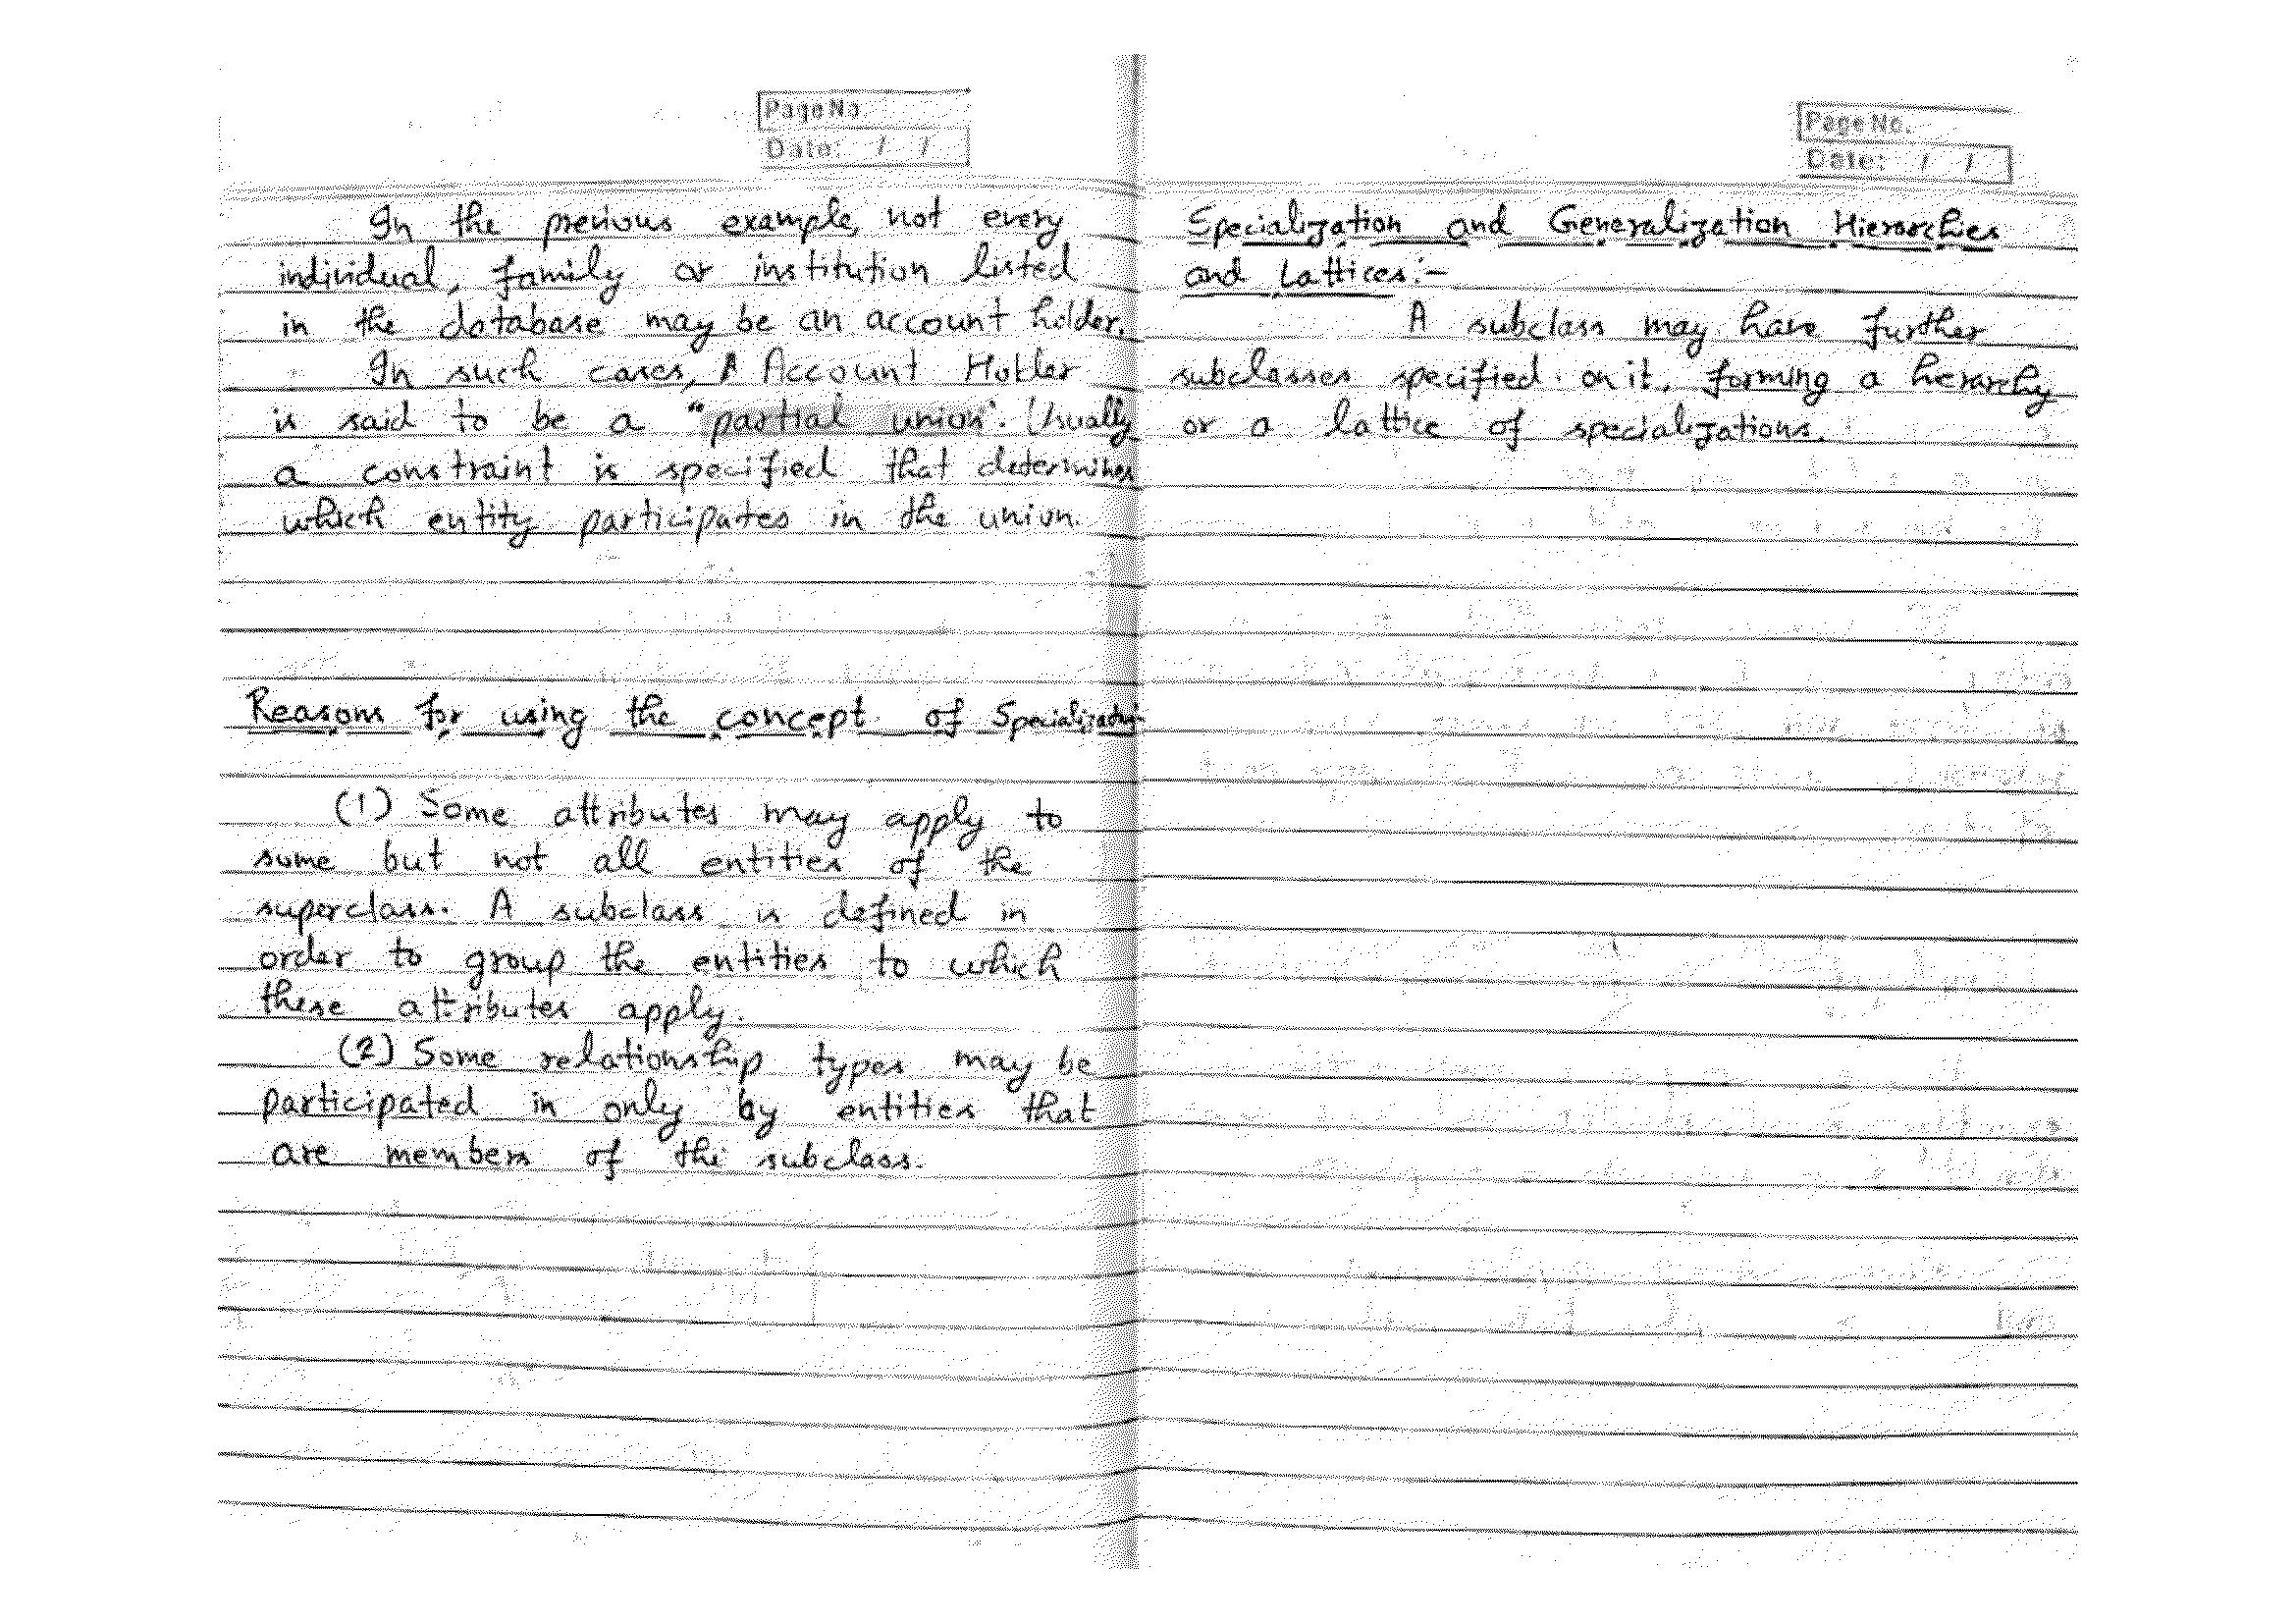 Page No.
Date: / /
In the previous example, not every
individual, family or institution listed
in the database may be an account holder.
In such cases, A Account Holder
is said to be a "partial union". Usually
a constraint is specified that determines
which entity participates in the union.
Reasons for using the concept of Specialization
(1) Some attributes may apply to
some but not all entities of the
superclass. A subclass is defined in
order to group the entities to which
these attributes apply.
(2) Some relationship types may be
participated in only by entities that
are members of the subclass.
Page No.
Date: / /
Specialization and Generalization Hierarchies
and Lattices:-
A subclass may have further
subclasses specified on it, forming a hierarchy
or a lattice of specializations.